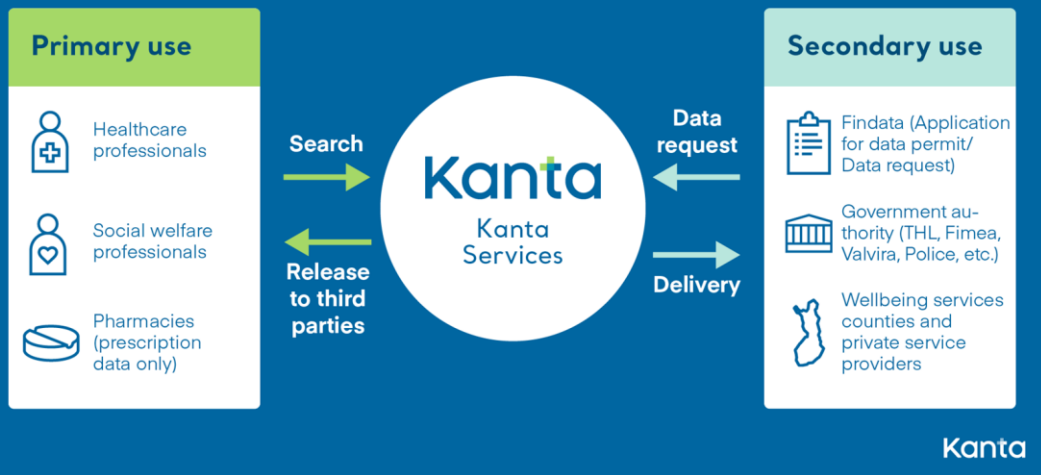 Primary use
Healthcare
professionals
Social welfare
professionals
Pharmacies
(prescription
data only)
Search
Release
to third
parties
Kanta
Kanta
Services
Data
request
Delivery
Secondary use
Findata (Application
for data permit/
Data request)
Government au-
thority (THL, Fimea,
Valvira, Police, etc.)
Wellbeing services
counties and
private service
providers
Kanta